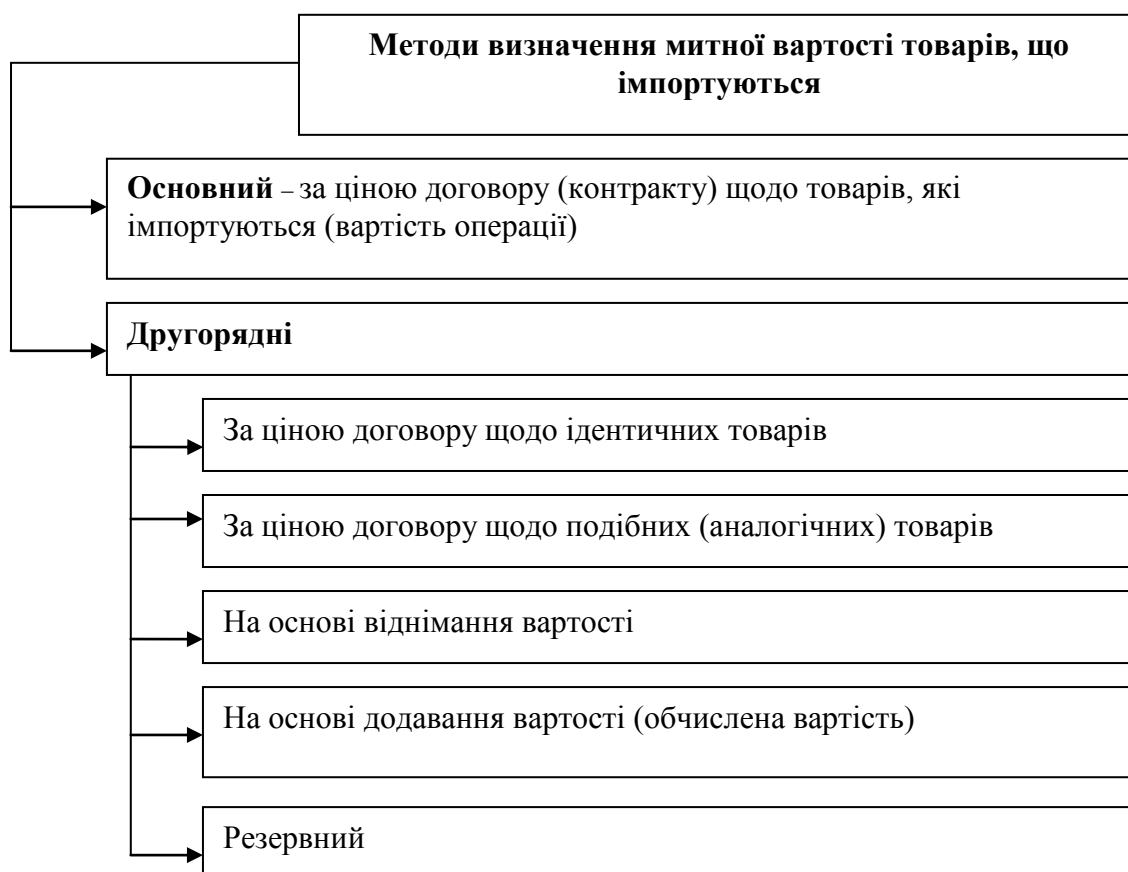 Методи визначення митної вартості товарів, що
імпортуються
Основний – за ціною договору (контракту) щодо товарів, які
імпортуються (вартість операції)
Другорядні
За ціною договору щодо ідентичних товарів
За ціною договору щодо подібних (аналогічних) товарів
На основі віднімання вартості
На основі додавання вартості (обчислена вартість)
Резервний